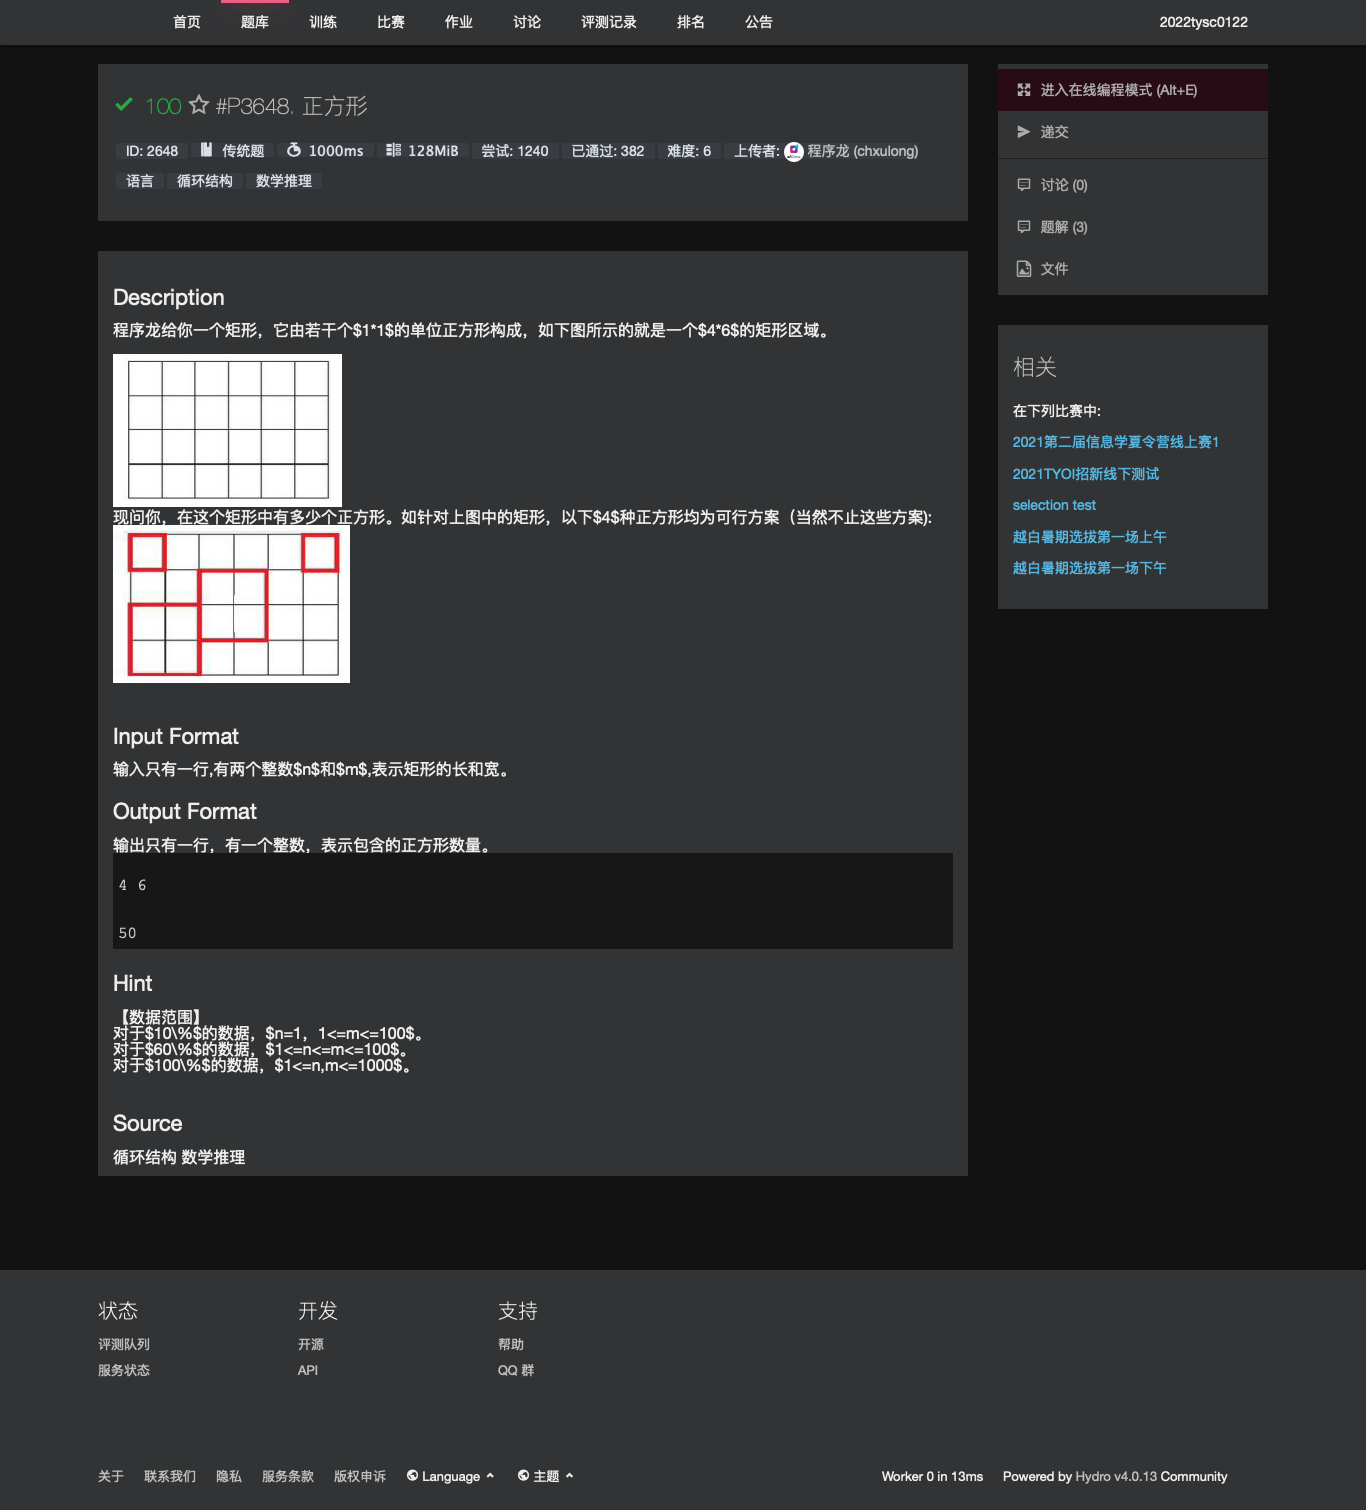 首页 题库 训练 比赛 作业 讨论 评测记录 排名 公告 2022tysc0122
100 #P3648. 正方形
ID: 2648 传统题 1000ms 128MiB 尝试: 1240 已通过: 382 难度: 6 上传者: 程序龙 (chxulong)
语言 循环结构 数学推理
Description
程序龙给你一个矩形，它由若干个$1*1$的单位正方形构成，如下图所示的就是一个$4*6$的矩形区域。
现问你，在这个矩形中有多少个正方形。如针对上图中的矩形，以下$4$种正方形均为可行方案（当然不止这些方案):
Input Format
输入只有一行,有两个整数$n$和$m$,表示矩形的长和宽。
Output Format
输出只有一行，有一个整数，表示包含的正方形数量。
4 6
50
Hint
【数据范围】
对于$10\%$的数据，$n=1，1<=m<=100$。
对于$60\%$的数据，$1<=n<=m<=100$。
对于$100\%$的数据，$1<=n,m<=1000$。
Source
循环结构 数学推理
进入在线编程模式 (Alt+E)
递交
讨论 (0)
题解 (3)
文件
相关
在下列比赛中:
2021第二届信息学夏令营线上赛1
2021TYOI招新线下测试
selection test
越白暑期选拔第一场上午
越白暑期选拔第一场下午
状态 开发 支持
评测队列 开源 帮助
服务状态 API QQ 群
关于 联系我们 隐私 服务条款 版权申诉 Language 主题 Worker 0 in 13ms Powered by Hydro v4.0.13 Community